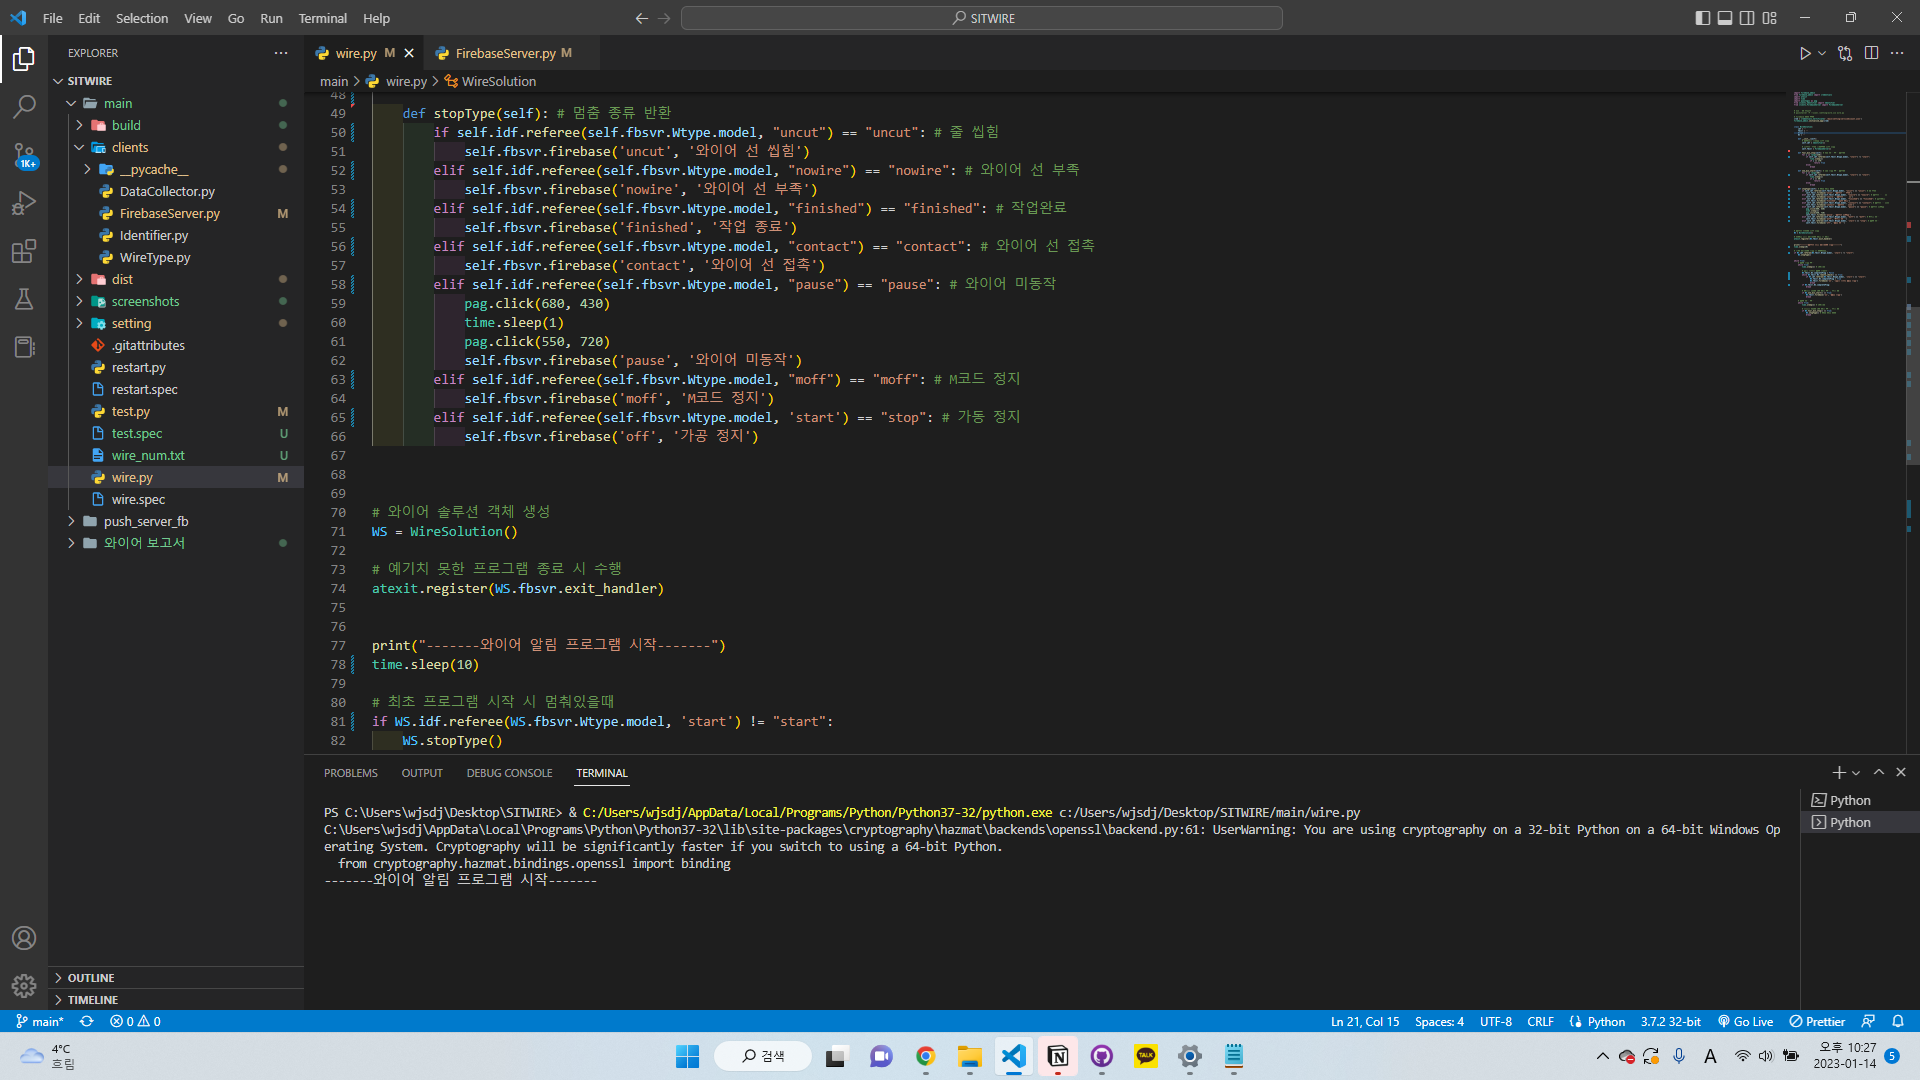 File Edit Selection View Go Run Terminal Help
SITWIRE
EXPLORER
SITWIRE
main
build
clients
__pycache__
DataCollector.py
FirebaseServer.py M
Identifier.py
WireType.py
dist
screenshots
setting
.gitattributes
restart.py
restart.spec
test.py M
test.spec U
wire_num.txt U
wire.py M
wire.spec
push_server_fb
와이어 보고서
OUTLINE
TIMELINE
1K+
wire.py M
FirebaseServer.py M
main > wire.py > WireSolution
48
49 def stopType(self): # 멈춤 종류 반환
50 if self.idf.referee(self.fbsvr.Wtype.model, "uncut") == "uncut": # 줄 씹힘
51 self.fbsvr.firebase('uncut', '와이어 선 씹힘')
52 elif self.idf.referee(self.fbsvr.Wtype.model, "nowire") == "nowire": # 와이어 선 부족
53 self.fbsvr.firebase('nowire', '와이어 선 부족')
54 elif self.idf.referee(self.fbsvr.Wtype.model, "finished") == "finished": # 작업완료
55 self.fbsvr.firebase('finished', '작업 종료')
56 elif self.idf.referee(self.fbsvr.Wtype.model, "contact") == "contact": # 와이어 선 접촉
57 self.fbsvr.firebase('contact', '와이어 선 접촉')
58 elif self.idf.referee(self.fbsvr.Wtype.model, "pause") == "pause": # 와이어 미동작
59 pag.click(680, 430)
60 time.sleep(1)
61 pag.click(550, 720)
62 self.fbsvr.firebase('pause', '와이어 미동작')
63 elif self.idf.referee(self.fbsvr.Wtype.model, "moff") == "moff": # M코드 정지
64 self.fbsvr.firebase('moff', 'M코드 정지')
65 elif self.idf.referee(self.fbsvr.Wtype.model, 'start') == "stop": # 가동 정지
66 self.fbsvr.firebase('off', '가공 정지')
67
68
69
70 # 와이어 솔루션 객체 생성
71 WS = WireSolution()
72
73 # 예기치 못한 프로그램 종료 시 수행
74 atexit.register(WS.fbsvr.exit_handler)
75
76
77 print("-------와이어 알림 프로그램 시작-------")
78 time.sleep(10)
79
80 # 최초 프로그램 시작 시 멈춰있을때
81 if WS.idf.referee(WS.fbsvr.Wtype.model, 'start') != "start":
82 WS.stopType()
PROBLEMS OUTPUT DEBUG CONSOLE TERMINAL
PS C:\Users\wjsdj\Desktop\SITWIRE> & C:/Users/wjsdj/AppData/Local/Programs/Python/Python37-32/python.exe c:/Users/wjsdj/Desktop/SITWIRE/main/wire.py
C:\Users\wjsdj\AppData\Local\Programs\Python\Python37-32\lib\site-packages\cryptography\hazmat\backends\openssl\backend.py:61: UserWarning: You are using cryptography on a 32-bit Python on a 64-bit Windows Op
erating System. Cryptography will be significantly faster if you switch to using a 64-bit Python.
from cryptography.hazmat.bindings.openssl import binding
-------와이어 알림 프로그램 시작-------
Python
Python
main* 0 0
Ln 21, Col 15 Spaces: 4 UTF-8 CRLF Python 3.7.2 32-bit Go Live Prettier
4°C
흐림
검색
TALK
A
오후 10:27
2023-01-14
5